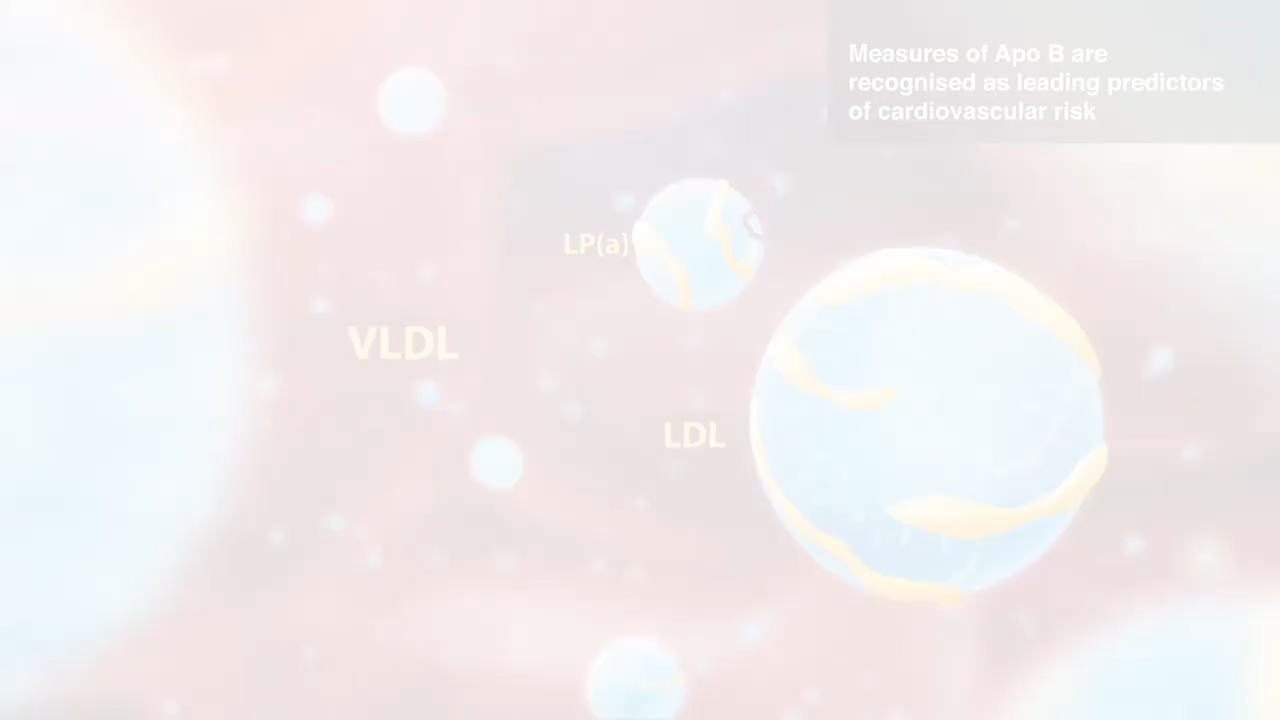 Measures of Apo B are
recognised as leading predictors
of cardiovascular risk
LP(a)
VLDL
LDL